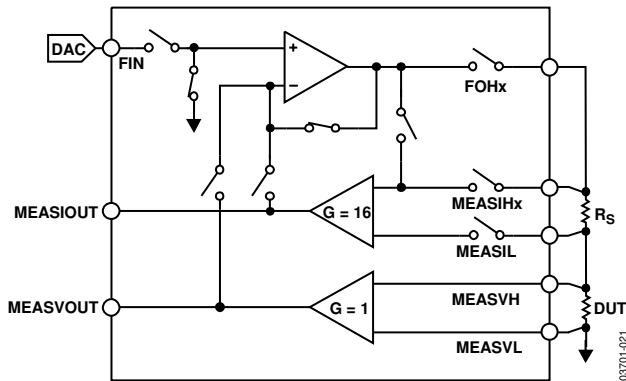 DAC
FIN
+
–
FOHx
MEASIOUT
G = 16
MEASIHx
RS
MEASIL
MEASVOUT
G = 1
MEASVH
DUT
MEASVL
03701-021